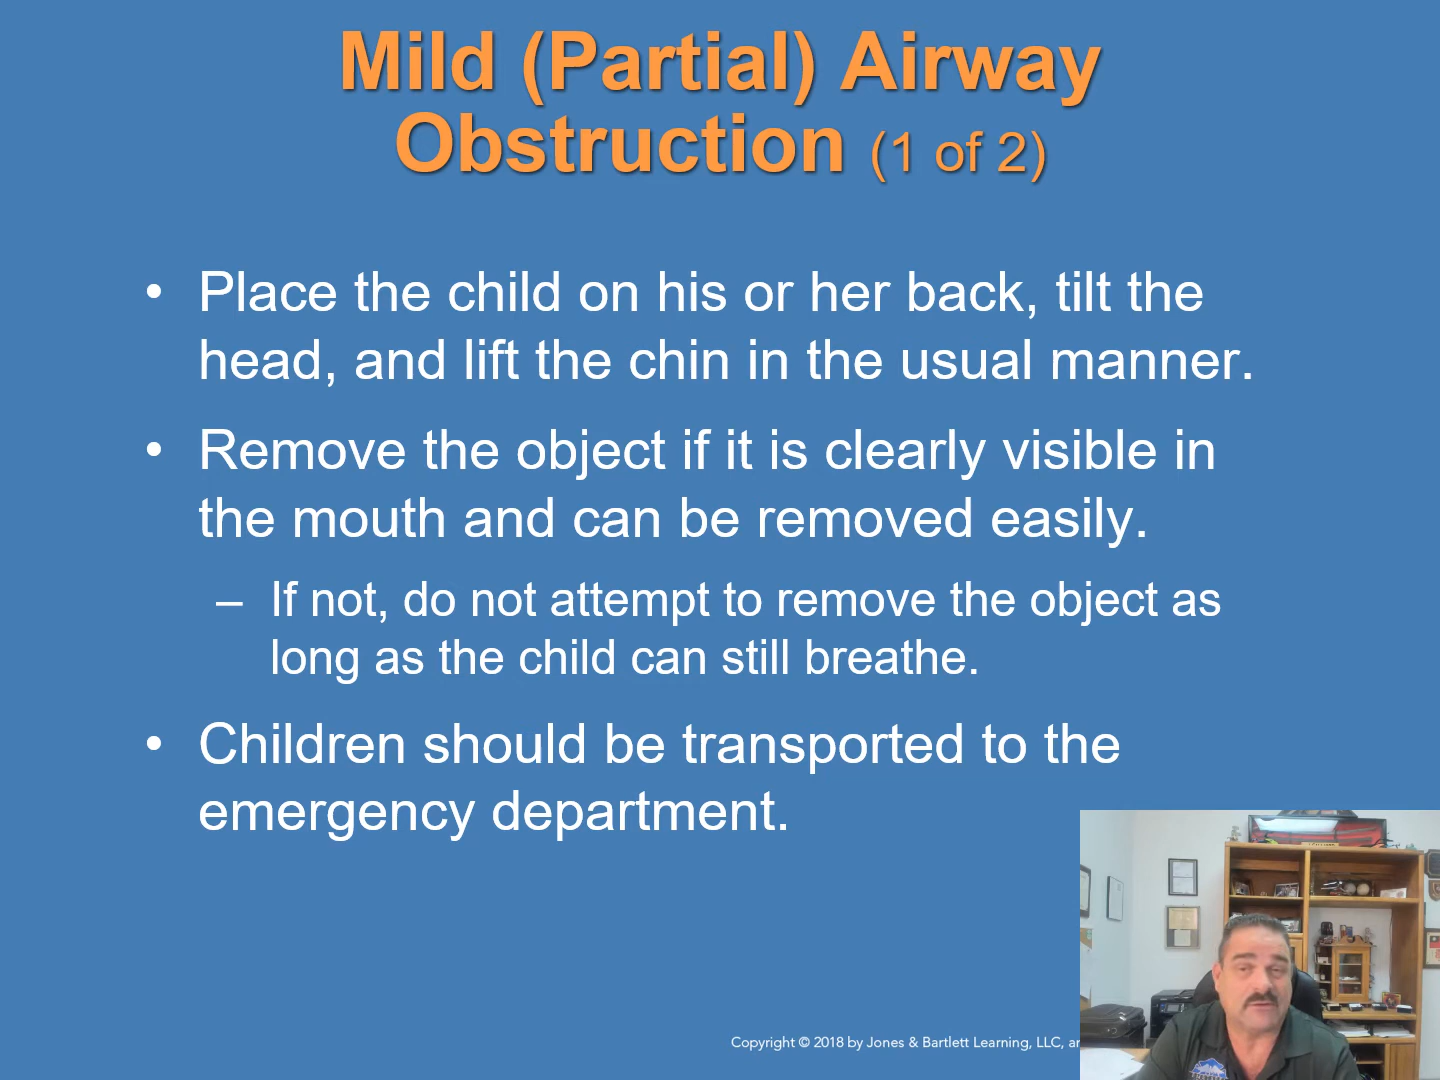 Mild (Partial) Airway
Obstruction (1 of 2)
• Place the child on his or her back, tilt the
head, and lift the chin in the usual manner.
• Remove the object if it is clearly visible in
the mouth and can be removed easily.
– If not, do not attempt to remove the object as
long as the child can still breathe.
• Children should be transported to the
emergency department.
Copyright © 2018 by Jones & Bartlett Learning, LLC,